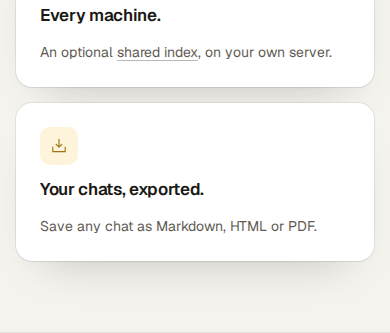 Every machine.
An optional shared index, on your own server.
Your chats, exported.
Save any chat as Markdown, HTML or PDF.